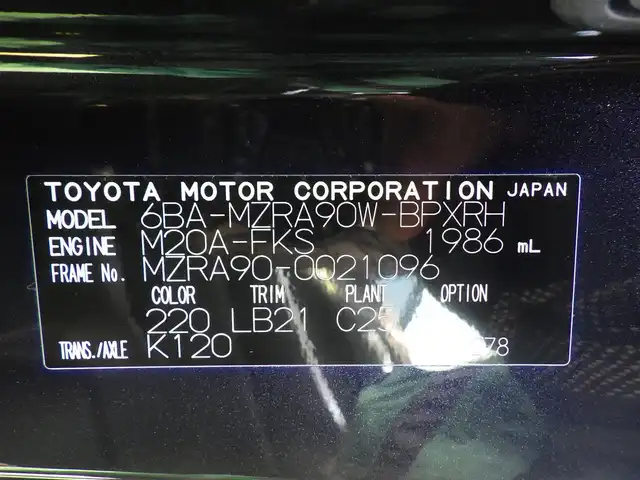 TOYOTA MOTOR CORPORATION JAPAN
MODEL 6BA-MZRA90W-BPXRH
ENGINE M20A-FKS 1986 mL
FRAME No. MZRA90-0021096
COLOR TRIM PLANT OPTION
220 LB21 C25
TRANS./AXLE K120